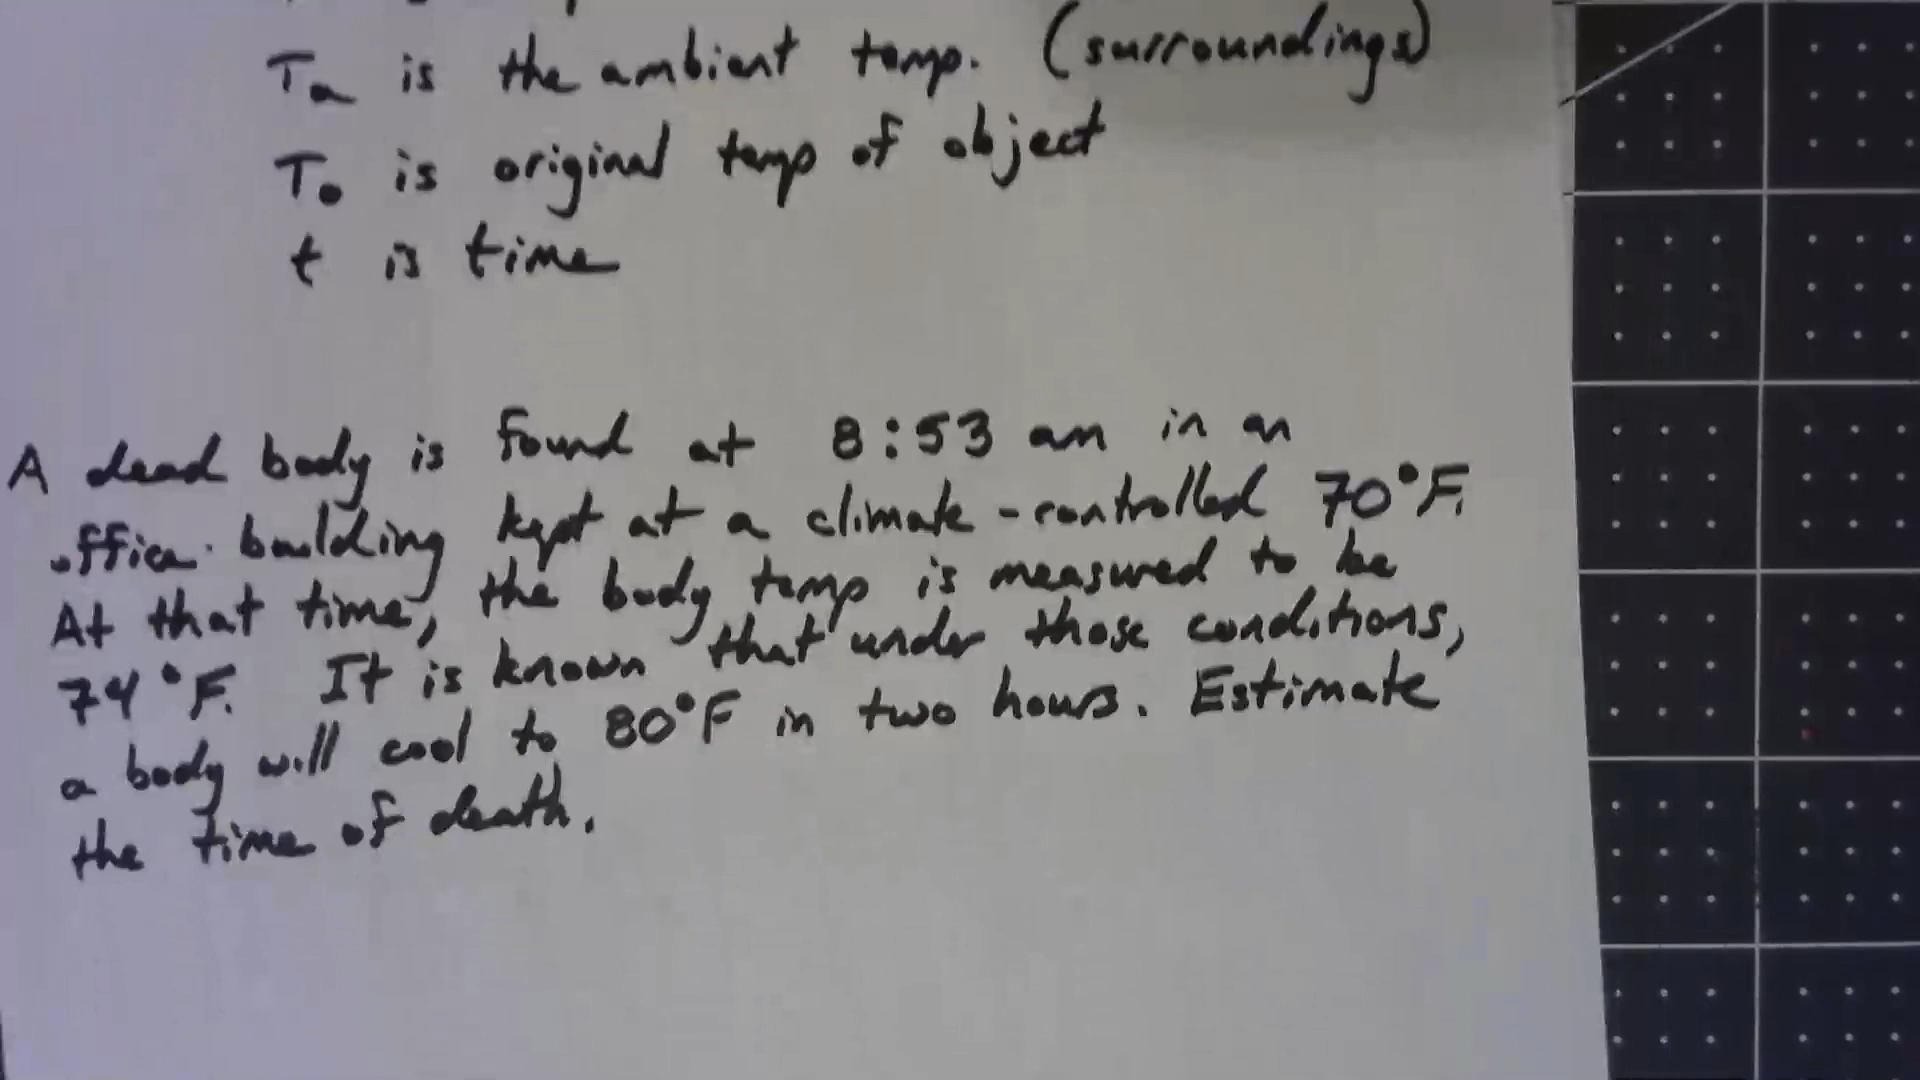 Ta is the ambient temp. (surroundings)
To is original temp of object
t is time
A dead body is found at 8:53 am in an
office building kept at a climate-controlled 70°F.
At that time, the body temp is measured to be
74°F. It is known that under those conditions,
a body will cool to 80°F in two hours. Estimate
the time of death.